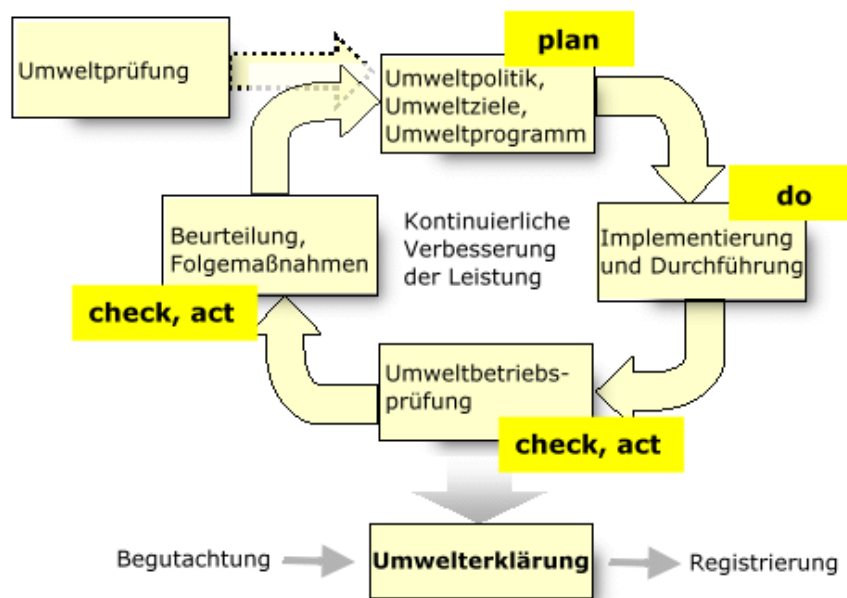 plan
Umweltprüfung
Umweltpolitik,
Umweltziele,
Umweltprogramm
do
Implementierung
und Durchführung
Kontinuierliche
Verbesserung
der Leistung
Beurteilung,
Folgemaßnahmen
check, act
Umweltbetriebs-
prüfung
check, act
Begutachtung
Umwelterklärung
Registrierung